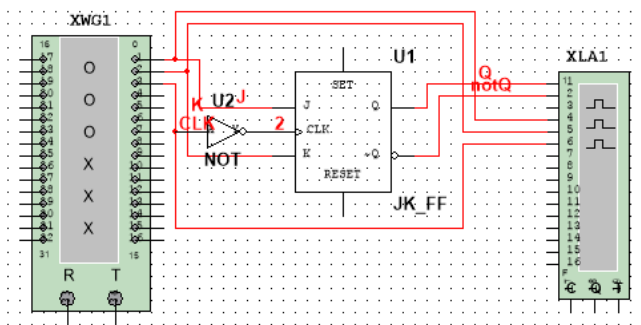 XWG1
16
0
O
O
O
X
X
X
31
15
R
T
K
U2
J
CLK
NOT
2
U1
SET
J
Q
CLK
K
~Q
RESET
JK_FF
Q
notQ
XLA1
2
3
4
5
6
7
8
9
10
11
12
13
14
15
16
F
C Q T